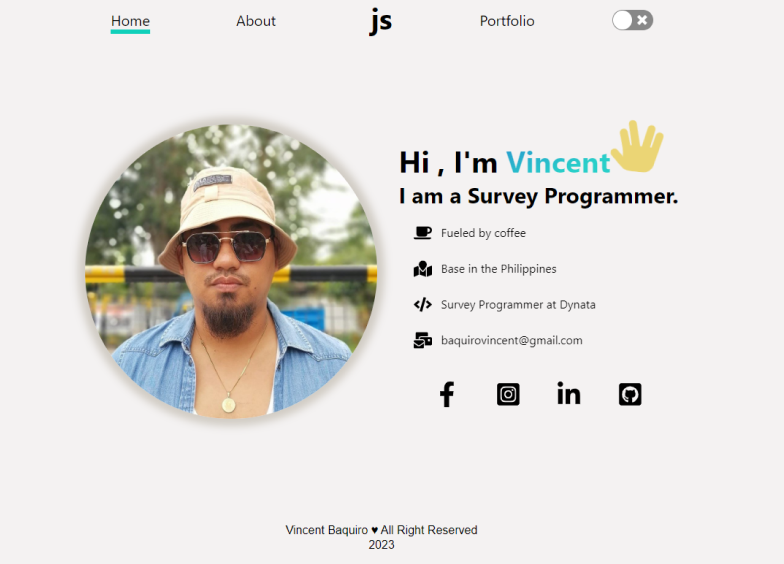 Home About js Portfolio
Hi , I'm Vincent
I am a Survey Programmer.
Fueled by coffee
Base in the Philippines
Survey Programmer at Dynata
baquirovincent@gmail.com
Vincent Baquiro ♥ All Right Reserved
2023